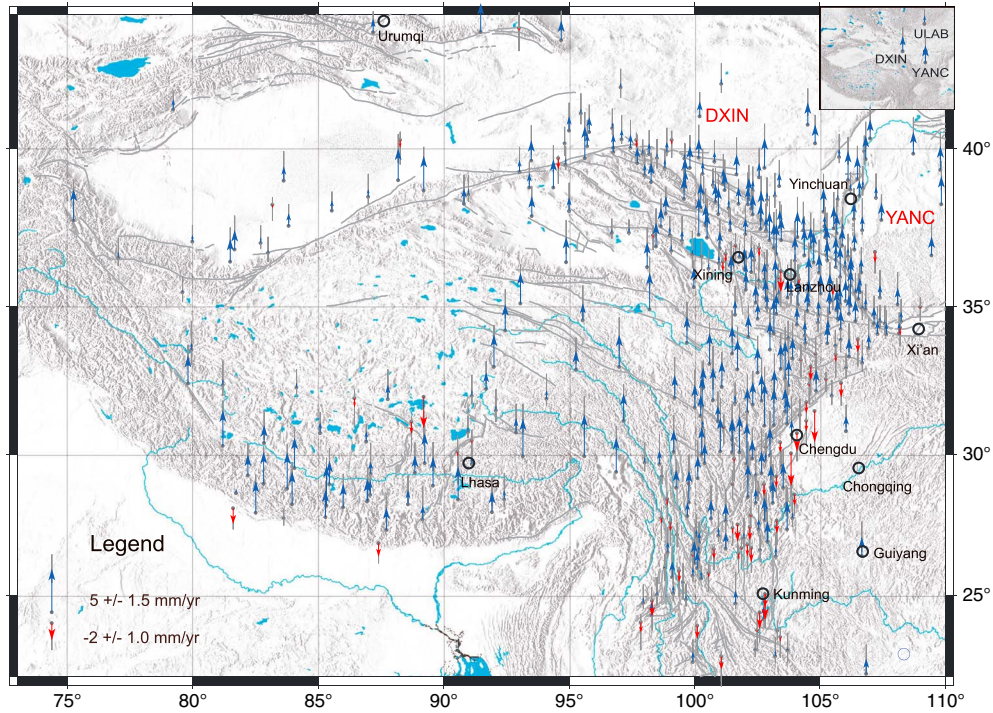 Urumqi
ULAB
DXIN
YANC
DXIN
40°
Yinchuan
YANC
Xining
Lanzhou
35°
Xi'an
Chengdu
30°
Lhasa
Chongqing
Legend
Guiyang
5 +/- 1.5 mm/yr
Kunming
25°
-2 +/- 1.0 mm/yr
75° 80° 85° 90° 95° 100° 105° 110°